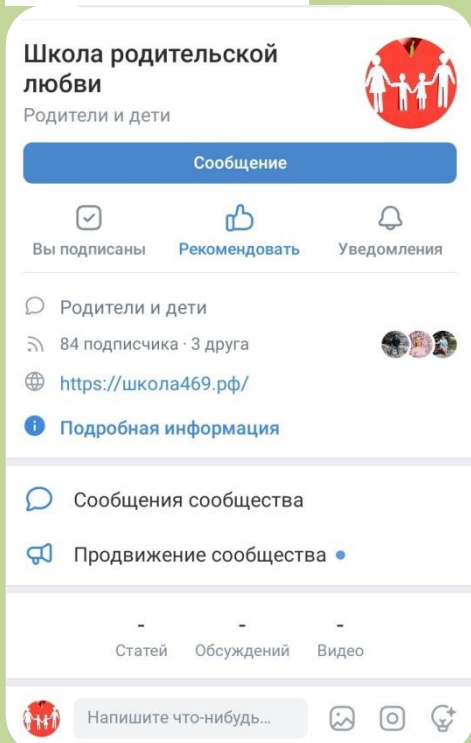 Школа родительской
любви
Родители и дети
Сообщение
Вы подписаны Рекомендовать Уведомления
Родители и дети
84 подписчика · 3 друга
https://школа469.рф/
Подробная информация
Сообщения сообщества
Продвижение сообщества
- - -
Статей Обсуждений Видео
Напишите что-нибудь...